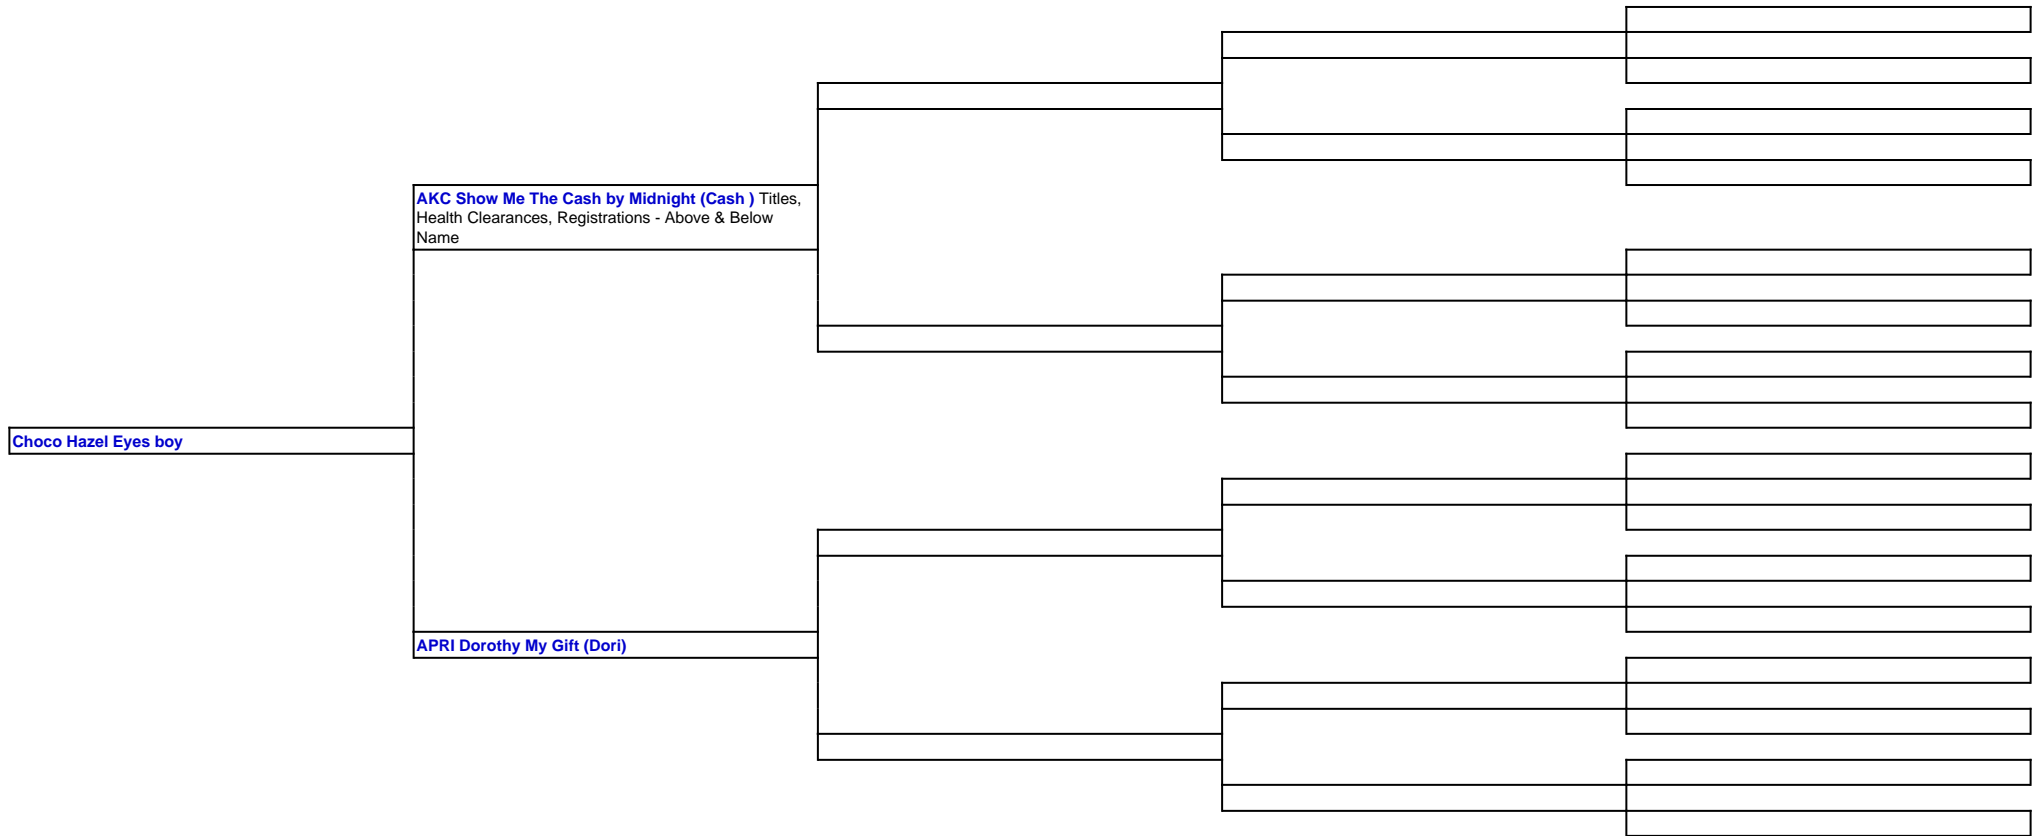 AKC Show Me The Cash by Midnight (Cash ) Titles,
Health Clearances, Registrations - Above & Below
Name
Choco Hazel Eyes boy
APRI Dorothy My Gift (Dori)